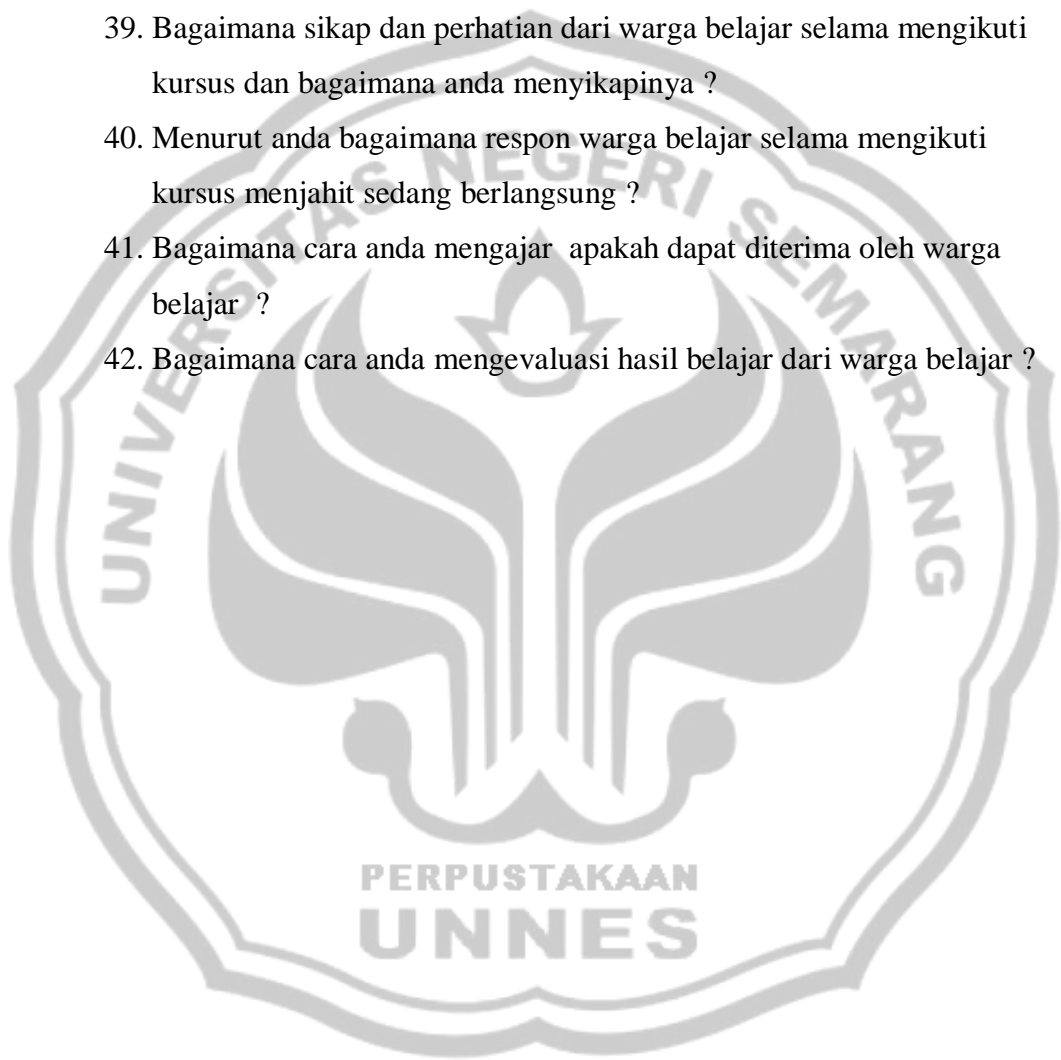 39. Bagaimana sikap dan perhatian dari warga belajar selama mengikuti
kursus dan bagaimana anda menyikapinya ?
40. Menurut anda bagaimana respon warga belajar selama mengikuti
kursus menjahit sedang berlangsung ?
41. Bagaimana cara anda mengajar  apakah dapat diterima oleh warga
belajar  ?
42. Bagaimana cara anda mengevaluasi hasil belajar dari warga belajar ?
UNIVERSITAS NEGERI SEMARANG
PERPUSTAKAAN
UNNES